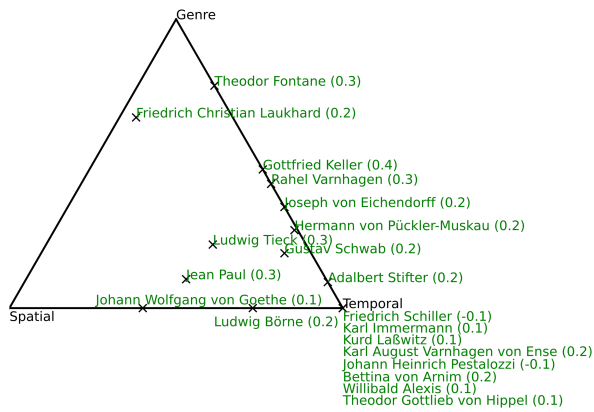 Genre
Theodor Fontane (0.3)
Friedrich Christian Laukhard (0.2)
Gottfried Keller (0.4)
Rahel Varnhagen (0.3)
Joseph von Eichendorff (0.2)
Hermann von Pückler-Muskau (0.2)
Ludwig Tieck (0.3)
Gustav Schwab (0.2)
Jean Paul (0.3)
Adalbert Stifter (0.2)
Johann Wolfgang von Goethe (0.1)
Temporal
Spatial
Ludwig Börne (0.2)
Friedrich Schiller (-0.1)
Karl Immermann (0.1)
Kurd Laßwitz (0.1)
Karl August Varnhagen von Ense (0.2)
Johann Heinrich Pestalozzi (-0.1)
Bettina von Arnim (0.2)
Willibald Alexis (0.1)
Theodor Gottlieb von Hippel (0.1)